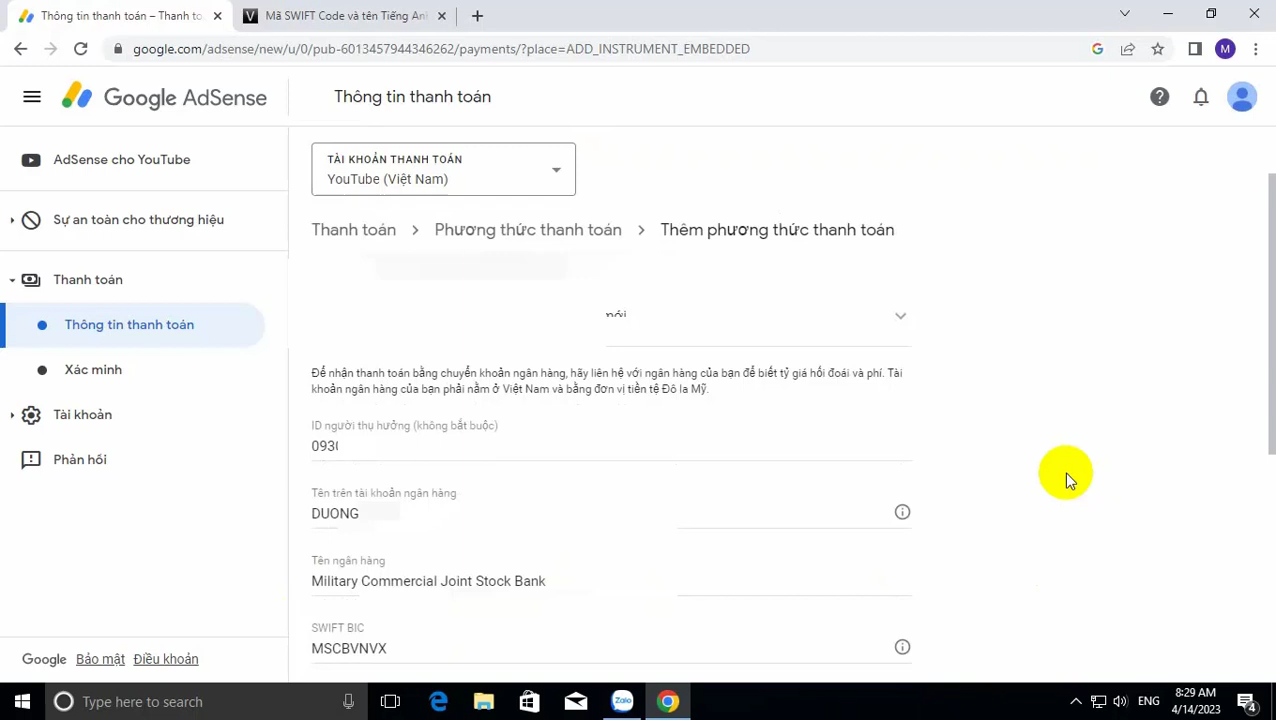 Thông tin thanh toán – Thanh to
Mã SWIFT Code và tên Tiếng Anh
google.com/adsense/new/u/0/pub-6013457944346262/payments/?place=ADD_INSTRUMENT_EMBEDDED
M
Google AdSense
Thông tin thanh toán
AdSense cho YouTube
Sự an toàn cho thương hiệu
Thanh toán
Thông tin thanh toán
Xác minh
Tài khoản
Phản hồi
TÀI KHOẢN THANH TOÁN
YouTube (Việt Nam)
Thanh toán > Phương thức thanh toán > Thêm phương thức thanh toán
Để nhận thanh toán bằng chuyển khoản ngân hàng, hãy liên hệ với ngân hàng của bạn để biết tỷ giá hối đoái và phí. Tài
khoản ngân hàng của bạn phải nằm ở Việt Nam và bằng đơn vị tiền tệ Đô la Mỹ.
ID người thụ hưởng (không bắt buộc)
093
Tên trên tài khoản ngân hàng
DUONG
Tên ngân hàng
Military Commercial Joint Stock Bank
SWIFT BIC
MSCBVNVX
Google Bảo mật Điều khoản
Type here to search
Zalo
ENG
8:29 AM
4/14/2023
4